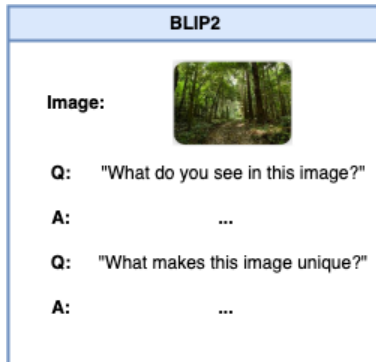 BLIP2
Image:
Q: "What do you see in this image?"
A: ...
Q: "What makes this image unique?"
A: ...